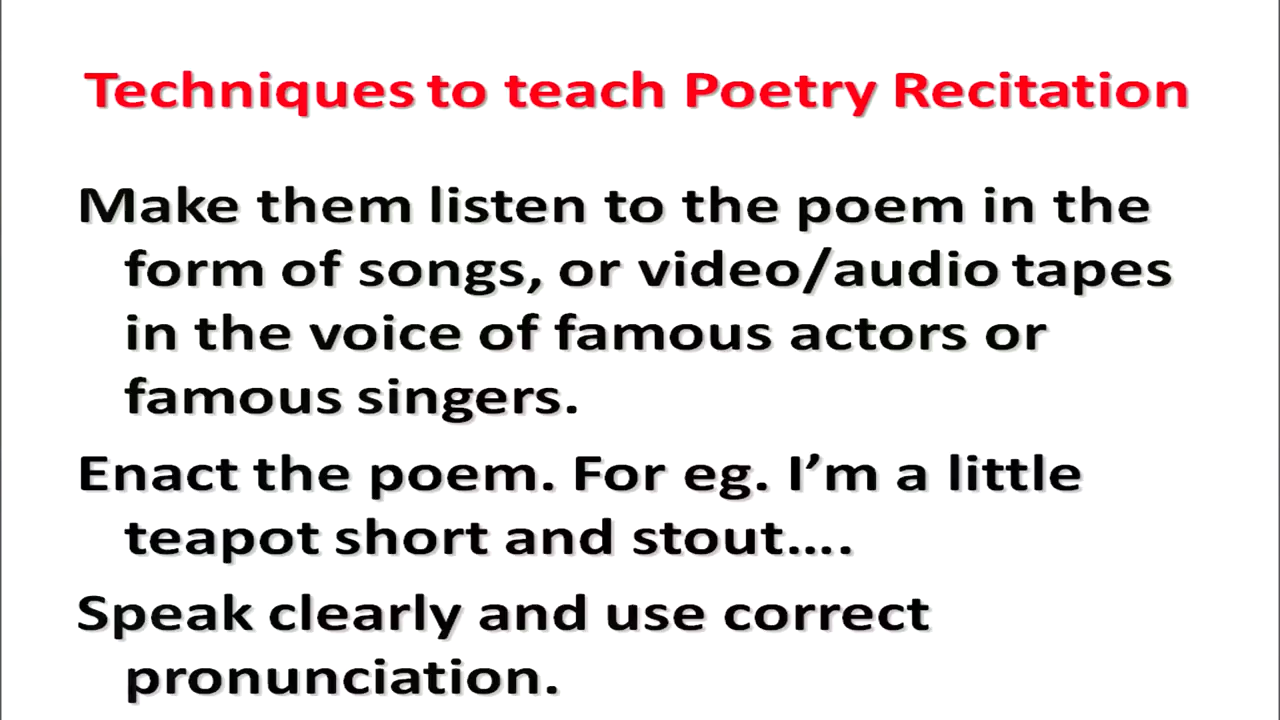 Techniques to teach Poetry Recitation
Make them listen to the poem in the
form of songs, or video/audio tapes
in the voice of famous actors or
famous singers.
Enact the poem. For eg. I’m a little
teapot short and stout....
Speak clearly and use correct
pronunciation.